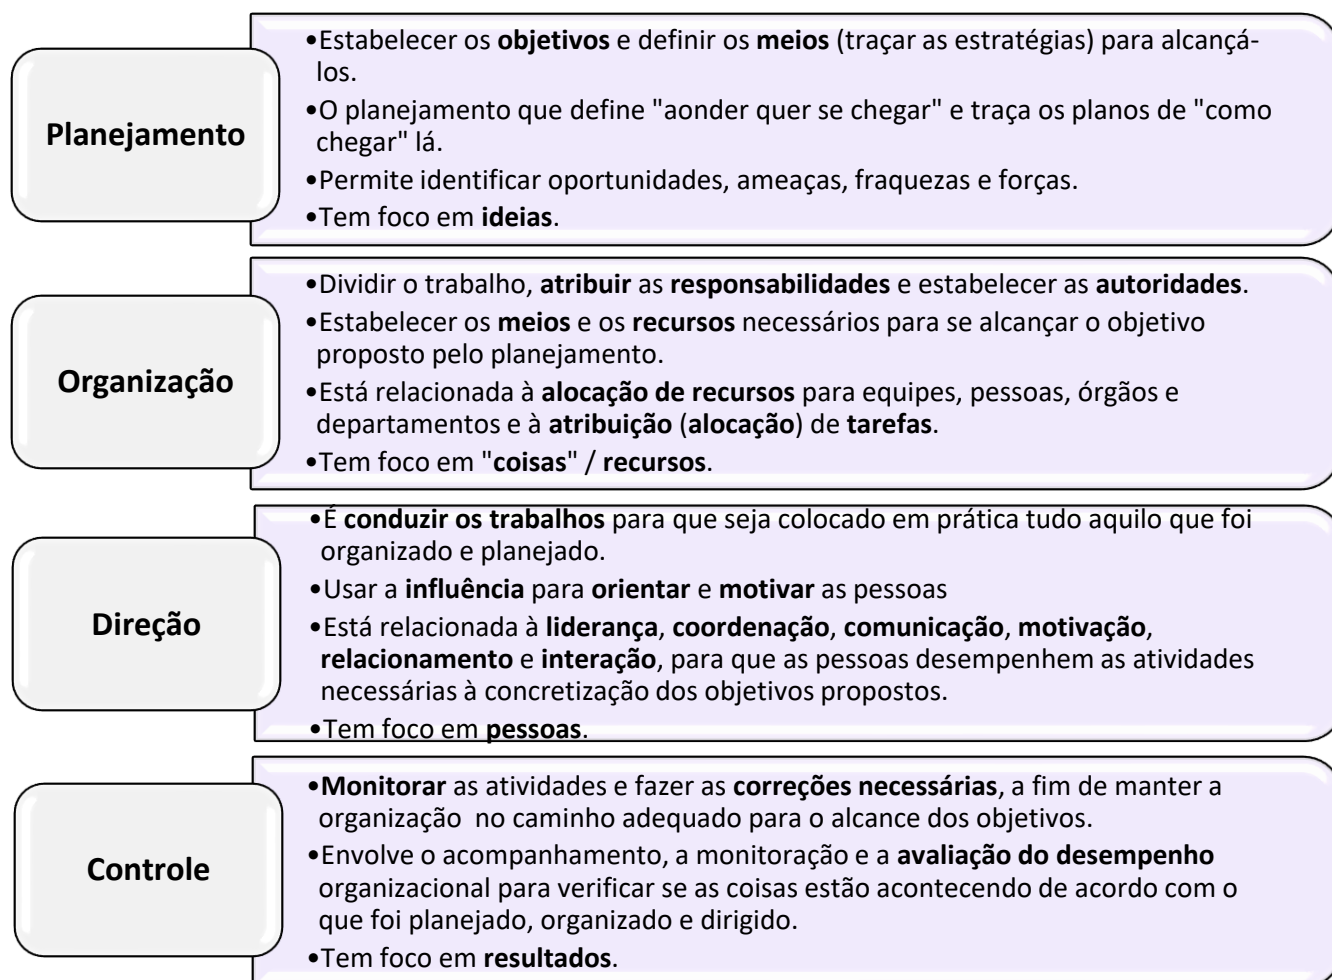 Planejamento
•Estabelecer os objetivos e definir os meios (traçar as estratégias) para alcançá-
los.
•O planejamento que define "aonder quer se chegar" e traça os planos de "como
chegar" lá.
•Permite identificar oportunidades, ameaças, fraquezas e forças.
•Tem foco em ideias.
Organização
•Dividir o trabalho, atribuir as responsabilidades e estabelecer as autoridades.
•Estabelecer os meios e os recursos necessários para se alcançar o objetivo
proposto pelo planejamento.
•Está relacionada à alocação de recursos para equipes, pessoas, órgãos e
departamentos e à atribuição (alocação) de tarefas.
•Tem foco em "coisas" / recursos.
Direção
•É conduzir os trabalhos para que seja colocado em prática tudo aquilo que foi
organizado e planejado.
•Usar a influência para orientar e motivar as pessoas
•Está relacionada à liderança, coordenação, comunicação, motivação,
relacionamento e interação, para que as pessoas desempenhem as atividades
necessárias à concretização dos objetivos propostos.
•Tem foco em pessoas.
Controle
•Monitorar as atividades e fazer as correções necessárias, a fim de manter a
organização no caminho adequado para o alcance dos objetivos.
•Envolve o acompanhamento, a monitoração e a avaliação do desempenho
organizacional para verificar se as coisas estão acontecendo de acordo com o
que foi planejado, organizado e dirigido.
•Tem foco em resultados.